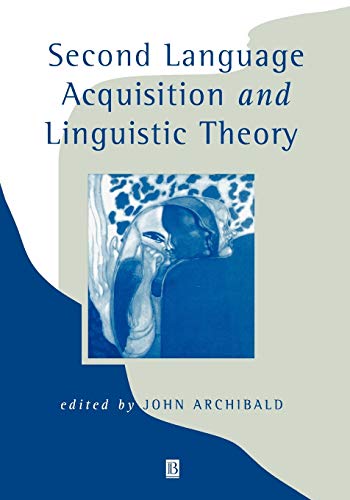 Second Language
Acquisition and
Linguistic Theory
edited by JOHN ARCHIBALD
B